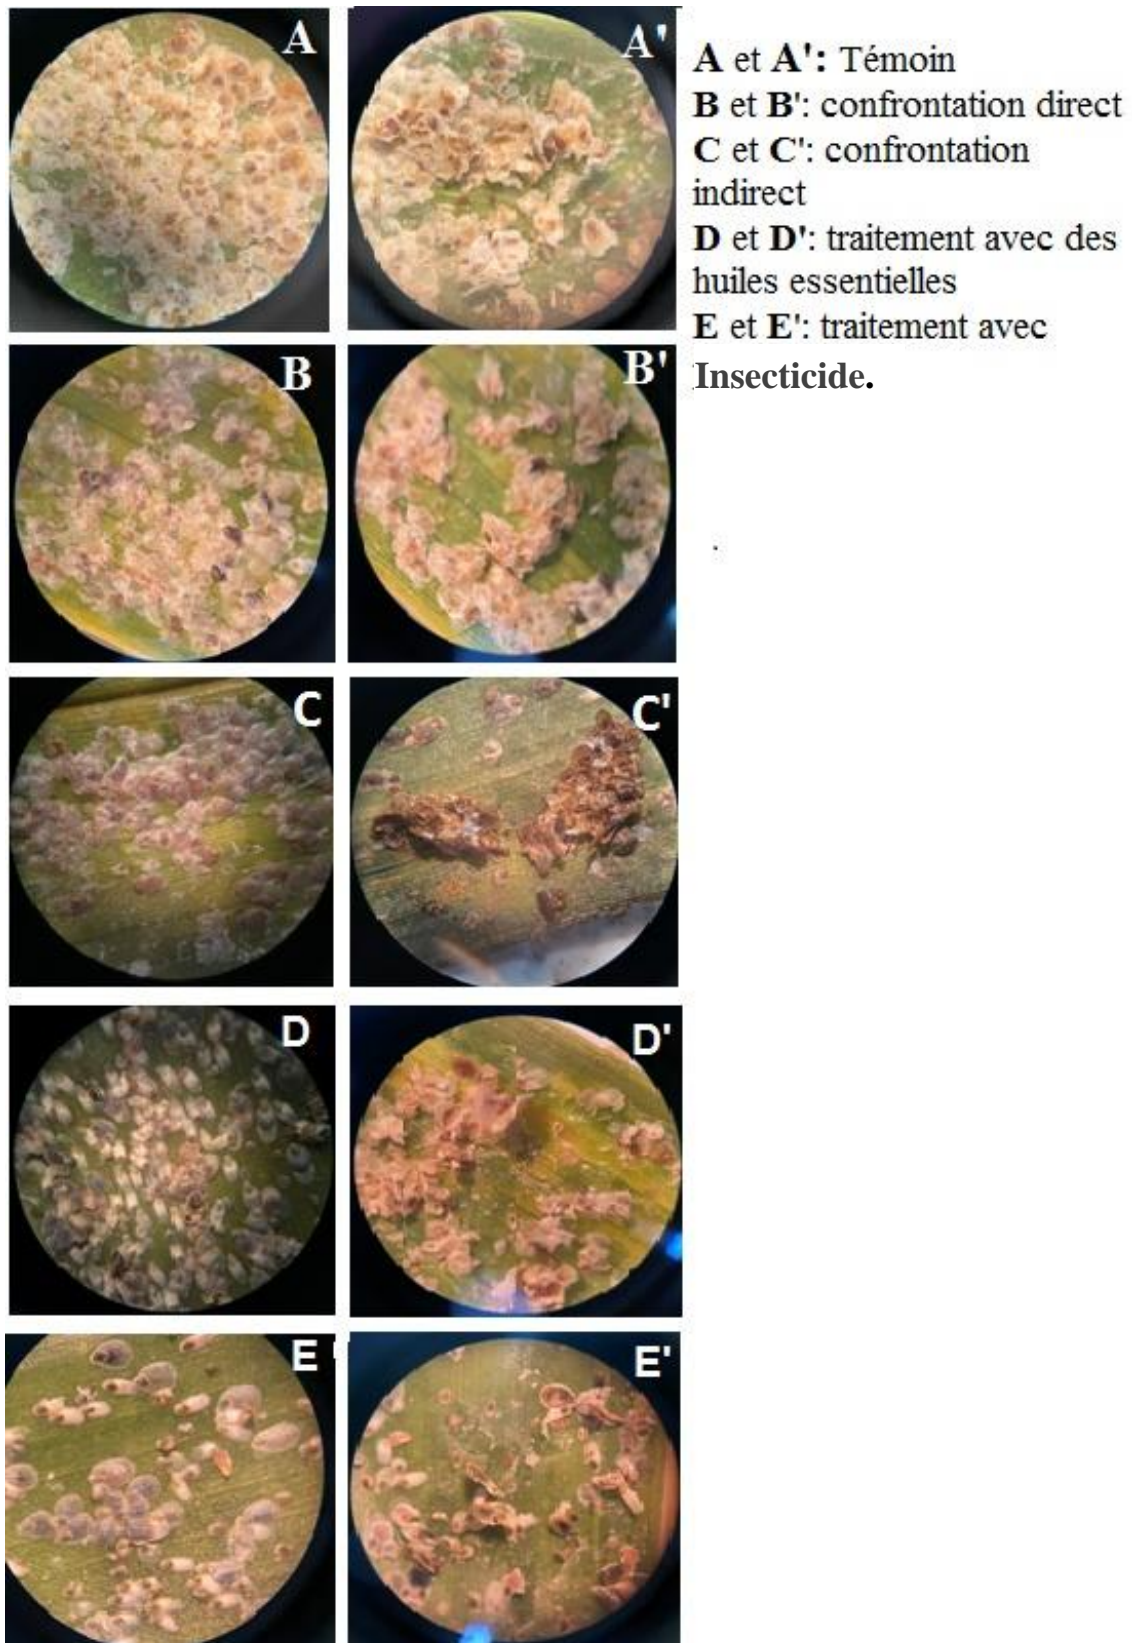 A
A'
A et A': Témoin
B et B': confrontation direct
C et C': confrontation
indirect
D et D': traitement avec des
huiles essentielles
E et E': traitement avec
Insecticide.
B
B'
C
C'
D
D'
E
E'